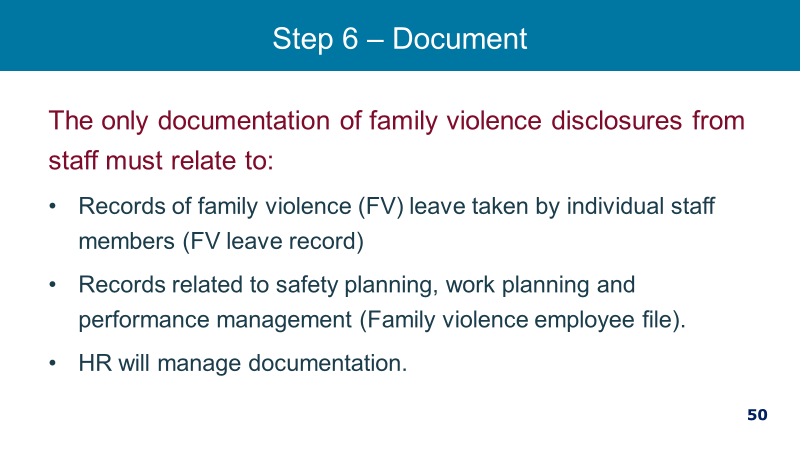 Step 6 – Document
The only documentation of family violence disclosures from
staff must relate to:
• Records of family violence (FV) leave taken by individual staff
members (FV leave record)
• Records related to safety planning, work planning and
performance management (Family violence employee file).
• HR will manage documentation.
50